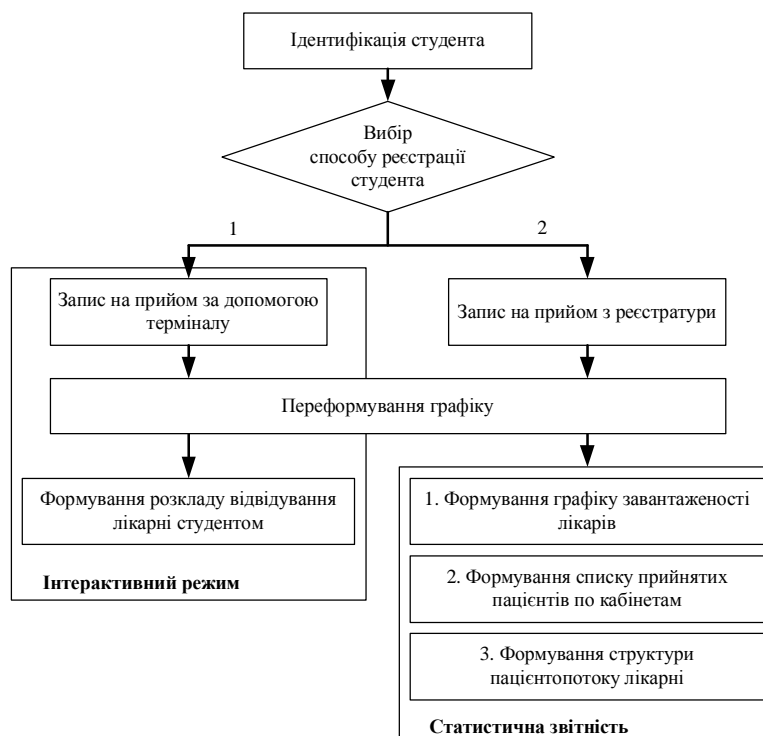 Ідентифікація студента
Вибір
способу реєстрації
студента
1
2
Запис на прийом за допомогою
терміналу
Запис на прийом з реєстратури
Переформування графіку
Формування розкладу відвідування
лікарні студентом
Інтерактивний режим
1. Формування графіку завантаженості
лікарів
2. Формування списку прийнятих
пацієнтів по кабінетам
3. Формування структури
пацієнтопотоку лікарні
Статистична звітність